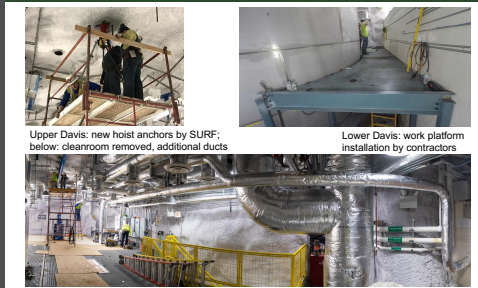 Upper Davis: new hoist anchors by SURF;
below: cleanroom removed, additional ducts
Lower Davis: work platform
installation by contractors